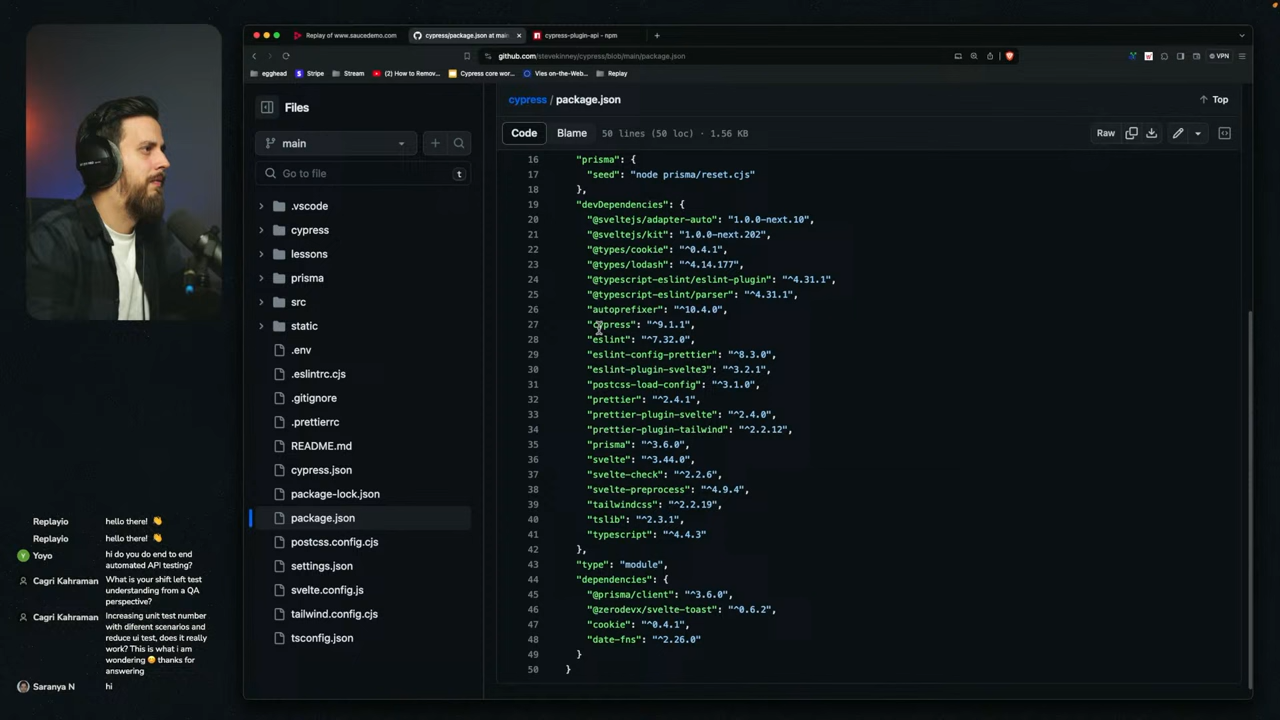 Replay of www.saucedemo.com
cypress/package.json at mai
cypress-plugin-api - npm
github.com/stevekinney/cypress/blob/main/package.json
VPN
egghead
Stripe
Stream
(2) How to Remov...
Cypress core wor...
Vies on-the-Web...
Replay
Files
main
Go to file
t
.vscode
cypress
lessons
prisma
src
static
.env
.eslintrc.cjs
.gitignore
.prettierrc
README.md
cypress.json
package-lock.json
package.json
postcss.config.cjs
settings.json
svelte.config.js
tailwind.config.cjs
tsconfig.json
cypress / package.json
Top
Code
Blame
50 lines (50 loc) · 1.56 KB
Raw
16 "prisma": {
17 "seed": "node prisma/reset.cjs"
18 },
19 "devDependencies": {
20 "@sveltejs/adapter-auto": "1.0.0-next.10",
21 "@sveltejs/kit": "1.0.0-next.202",
22 "@types/cookie": "^0.4.1",
23 "@types/lodash": "^4.14.177",
24 "@typescript-eslint/eslint-plugin": "^4.31.1",
25 "@typescript-eslint/parser": "^4.31.1",
26 "autoprefixer": "^10.4.0",
27 "cypress": "^9.1.1",
28 "eslint": "^7.32.0",
29 "eslint-config-prettier": "^8.3.0",
30 "eslint-plugin-svelte3": "^3.2.1",
31 "postcss-load-config": "^3.1.0",
32 "prettier": "^2.4.1",
33 "prettier-plugin-svelte": "^2.4.0",
34 "prettier-plugin-tailwind": "^2.2.12",
35 "prisma": "^3.6.0",
36 "svelte": "^3.44.0",
37 "svelte-check": "^2.2.6",
38 "svelte-preprocess": "^4.9.4",
39 "tailwindcss": "^2.2.19",
40 "tslib": "^2.3.1",
41 "typescript": "^4.4.3"
42 },
43 "type": "module",
44 "dependencies": {
45 "@prisma/client": "^3.6.0",
46 "@zerodevx/svelte-toast": "^0.6.2",
47 "cookie": "^0.4.1",
48 "date-fns": "^2.26.0"
49 }
50 }
Replayio hello there! 👋
Replayio hello there! 👋
Y Yoyo hi do you do end to end
automated API testing?
Cagri Kahraman What is your shift left test
understanding from a QA
perspective?
Cagri Kahraman Increasing unit test number
with diferent scenarios and
reduce ui test, does it really
work? This is what i am
wondering 😊 thanks for
answering
Saranya N hi